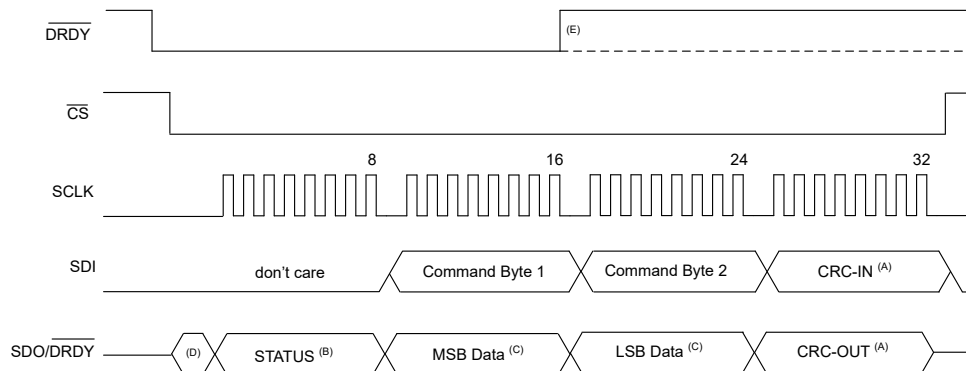 DRDY
(E)
CS
8 16 24 32
SCLK
SDI don't care Command Byte 1 Command Byte 2 CRC-IN (A)
SDO/DRDY (D) STATUS (B) MSB Data (C) LSB Data (C) CRC-OUT (A)